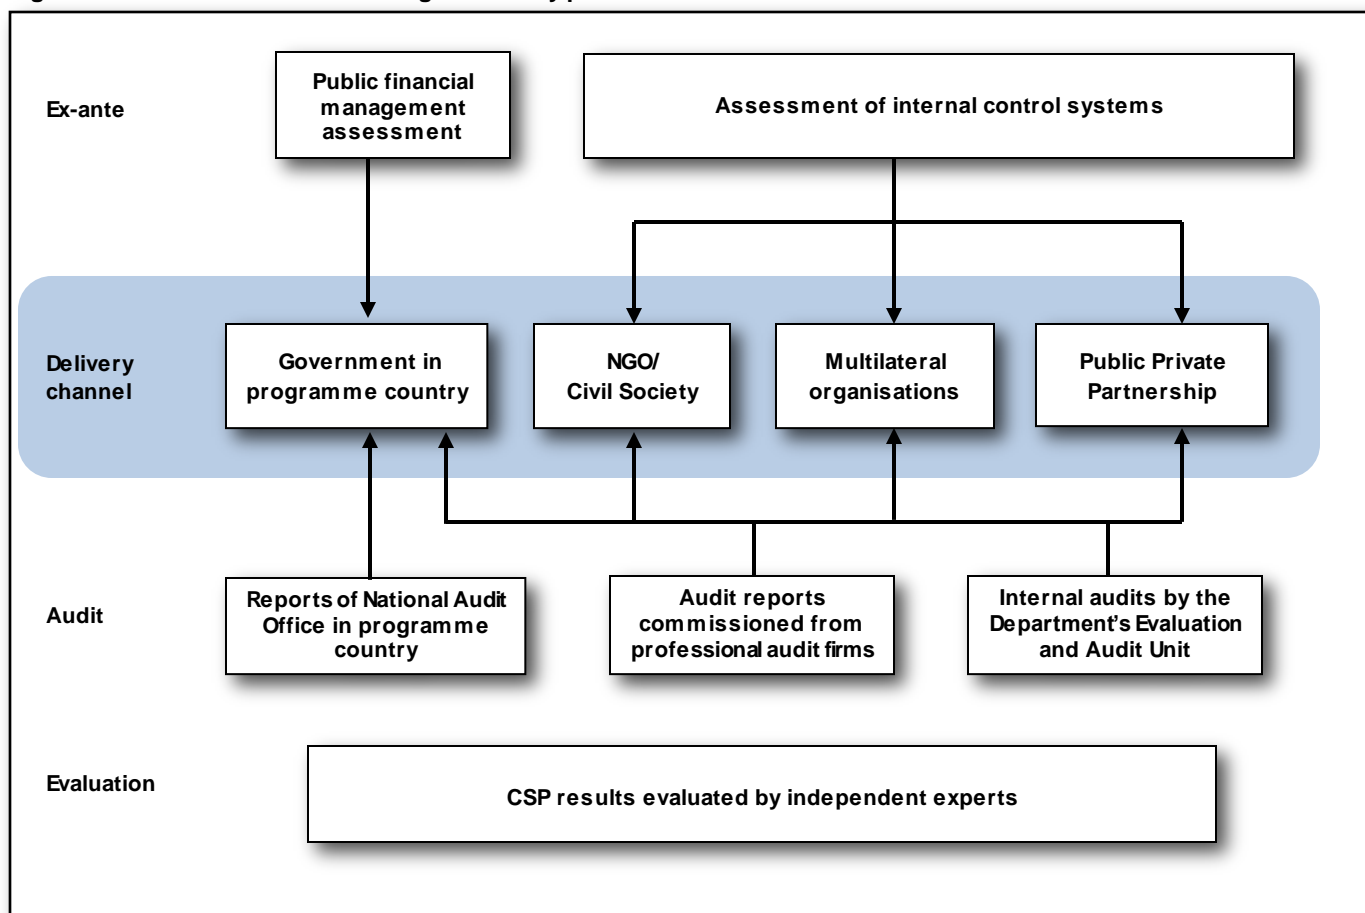 Ex-ante
Public financial
management
assessment
Assessment of internal control systems
Delivery
channel
Government in
programme country
NGO/
Civil Society
Multilateral
organisations
Public Private
Partnership
Audit
Reports of National Audit
Office in programme
country
Audit reports
commissioned from
professional audit firms
Internal audits by the
Department's Evaluation
and Audit Unit
Evaluation
CSP results evaluated by independent experts